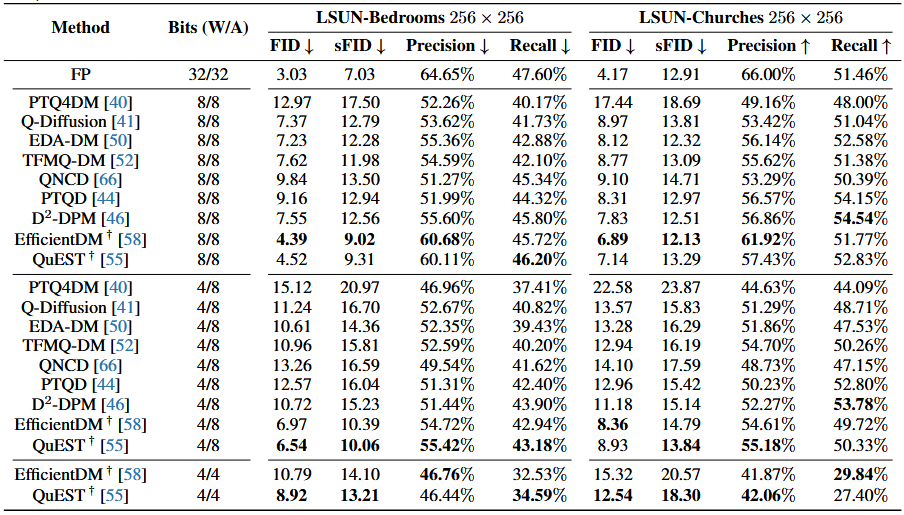 Method Bits (W/A) LSUN-Bedrooms 256 × 256 LSUN-Churches 256 × 256
FID ↓ sFID ↓ Precision ↓ Recall ↓ FID ↓ sFID ↓ Precision ↑ Recall ↑
FP 32/32 3.03 7.03 64.65% 47.60% 4.17 12.91 66.00% 51.46%
PTQ4DM [40] 8/8 12.97 17.50 52.26% 40.17% 17.44 18.69 49.16% 48.00%
Q-Diffusion [41] 8/8 7.37 12.79 53.62% 41.73% 8.97 13.81 53.42% 51.04%
EDA-DM [50] 8/8 7.23 12.28 55.36% 42.88% 8.12 12.32 56.14% 52.58%
TFMQ-DM [52] 8/8 7.62 11.98 54.59% 42.10% 8.77 13.09 55.62% 51.38%
QNCD [66] 8/8 9.84 13.50 51.27% 45.34% 9.10 14.71 53.29% 50.39%
PTQD [44] 8/8 9.16 12.94 51.99% 44.32% 8.31 12.97 56.57% 54.15%
D²-DPM [46] 8/8 7.55 12.56 55.60% 45.80% 7.83 12.51 56.86% 54.54%
EfficientDM † [58] 8/8 4.39 9.02 60.68% 45.72% 6.89 12.13 61.92% 51.77%
QuEST † [55] 8/8 4.52 9.31 60.11% 46.20% 7.14 13.29 57.43% 52.83%
PTQ4DM [40] 4/8 15.12 20.97 46.96% 37.41% 22.58 23.87 44.63% 44.09%
Q-Diffusion [41] 4/8 11.24 16.70 52.67% 40.82% 13.57 15.83 51.29% 48.71%
EDA-DM [50] 4/8 10.61 14.36 52.35% 39.43% 13.28 16.29 51.86% 47.53%
TFMQ-DM [52] 4/8 10.96 15.81 52.59% 40.20% 12.94 16.19 54.70% 50.26%
QNCD [66] 4/8 13.26 16.59 49.54% 41.62% 14.10 17.59 48.73% 47.15%
PTQD [44] 4/8 12.57 16.04 51.31% 42.40% 12.96 15.42 50.23% 52.80%
D²-DPM [46] 4/8 10.72 15.23 51.44% 43.90% 11.18 15.14 52.27% 53.78%
EfficientDM † [58] 4/8 6.97 10.39 54.72% 42.94% 8.36 14.79 54.61% 49.72%
QuEST † [55] 4/8 6.54 10.06 55.42% 43.18% 8.93 13.84 55.18% 50.33%
EfficientDM † [58] 4/4 10.79 14.10 46.76% 32.53% 15.32 20.57 41.87% 29.84%
QuEST † [55] 4/4 8.92 13.21 46.44% 34.59% 12.54 18.30 42.06% 27.40%